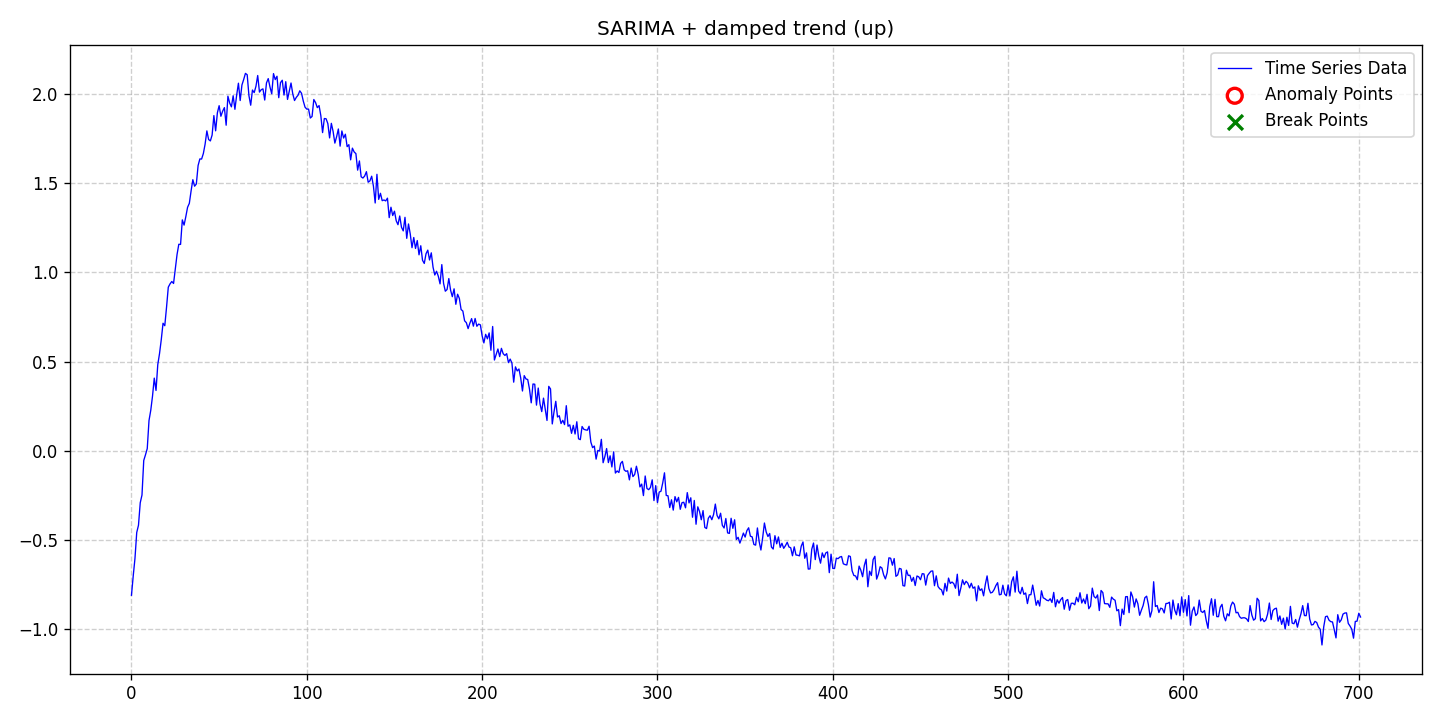 SARIMA + damped trend (up)
Time Series Data
Anomaly Points
Break Points
2.0
1.5
1.0
0.5
0.0
−0.5
−1.0
0 100 200 300 400 500 600 700